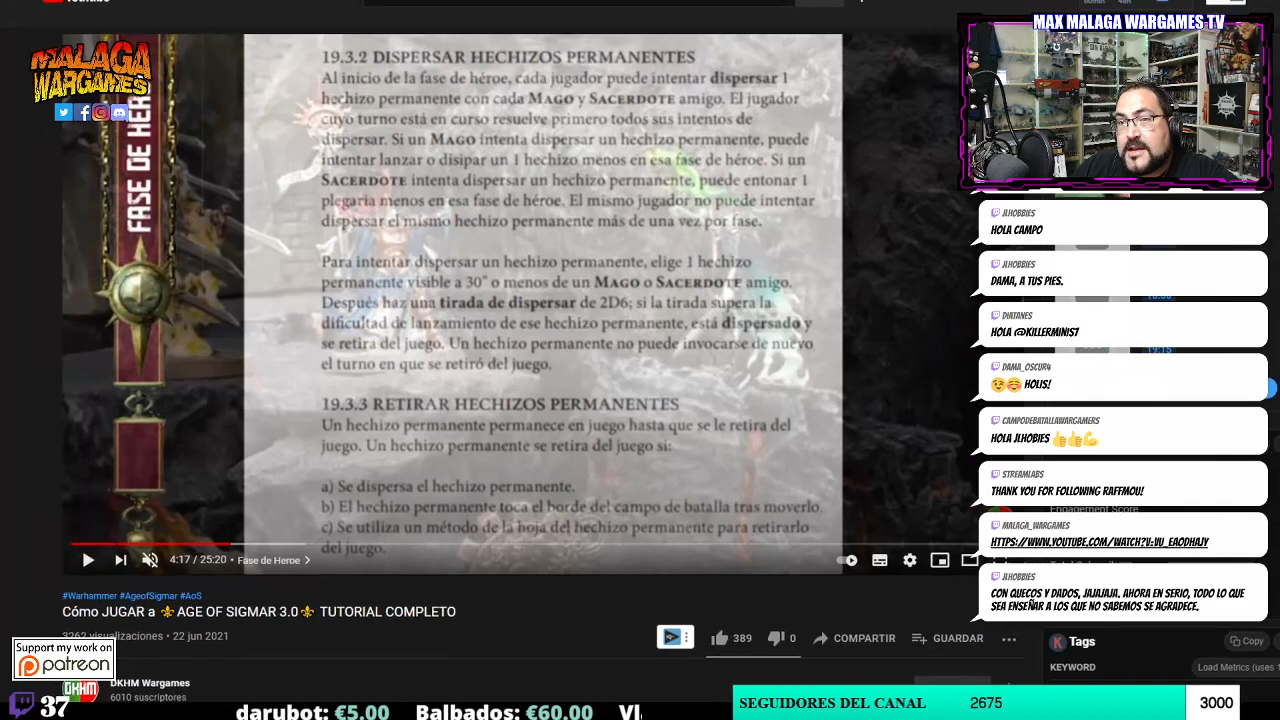 MAX MALAGA WARGAMES TV
MALAGA
WARGAMES
FASE DE HER
19.3.2 DISPERSAR HECHIZOS PERMANENTES
Al inicio de la fase de héroe, cada jugador puede intentar dispersar 1
hechizo permanente con cada MAGO y SACERDOTE amigo. El jugador
cuyo turno está en curso resuelve primero todos sus intentos de
dispersar. Si un MAGO intenta dispersar un hechizo permanente, puede
intentar lanzar o disipar un 1 hechizo menos en esa fase de héroe. Si un
SACERDOTE intenta dispersar un hechizo permanente, puede entonar 1
plegaria menos en esa fase de héroe. El mismo jugador no puede intentar
dispersar el mismo hechizo permanente más de una vez por fase.
Para intentar dispersar un hechizo permanente, elige 1 hechizo
permanente visible a 30" o menos de un MAGO o SACERDOTE amigo.
Después haz una tirada de dispersar de 2D6; si la tirada supera la
dificultad de lanzamiento de ese hechizo permanente, está dispersado y
se retira del juego. Un hechizo permanente no puede invocarse de nuevo
el turno en que se retiró del juego.
19.3.3 RETIRAR HECHIZOS PERMANENTES
Un hechizo permanente permanece en juego hasta que se le retira del
juego. Un hechizo permanente se retira del juego si:
a) Se dispersa el hechizo permanente.
b) El hechizo permanente toca el borde del campo de batalla tras moverlo.
c) Se utiliza un método de la hoja del hechizo permanente para retirarlo
del juego.
4:17 / 25:20 • Fase de Heroe
#Warhammer #AgeofSigmar #AoS
Cómo JUGAR a ⚜ AGE OF SIGMAR 3.0 ⚜ TUTORIAL COMPLETO
3262 visualizaciones • 22 jun 2021
389
0
COMPARTIR
GUARDAR
Support my work on
patreon
DKHM
DKHM Wargames
6010 suscriptores
37
darubot: €5.00 Balbados: €60.00
JLHOBBIES
HOLA CAMPO
JLHOBBIES
DAMA, A TUS PIES.
DIATANES
HOLA @KILLERMINIS7
DAMA_OSCUR4
😉☺️ HOLIS!
CAMPODEBATALLAWARGAMERS
HOLA JLHOBIES 👍👍💪
STREAMLABS
THANK YOU FOR FOLLOWING RAFFMOU!
Engagement Score
MALAGA_WARGAMES
HTTPS://WWW.YOUTUBE.COM/WATCH?V=VU_EAODHAJY
JLHOBBIES
CON QUECOS Y DADOS, JAJAJAJA. AHORA EN SERIO, TODO LO QUE
SEA ENSEÑAR A LOS QUE NO SABEMOS SE AGRADECE.
19:15
Tags
Copy
KEYWORD
Load Metrics (uses 1
SEGUIDORES DEL CANAL 2675 3000